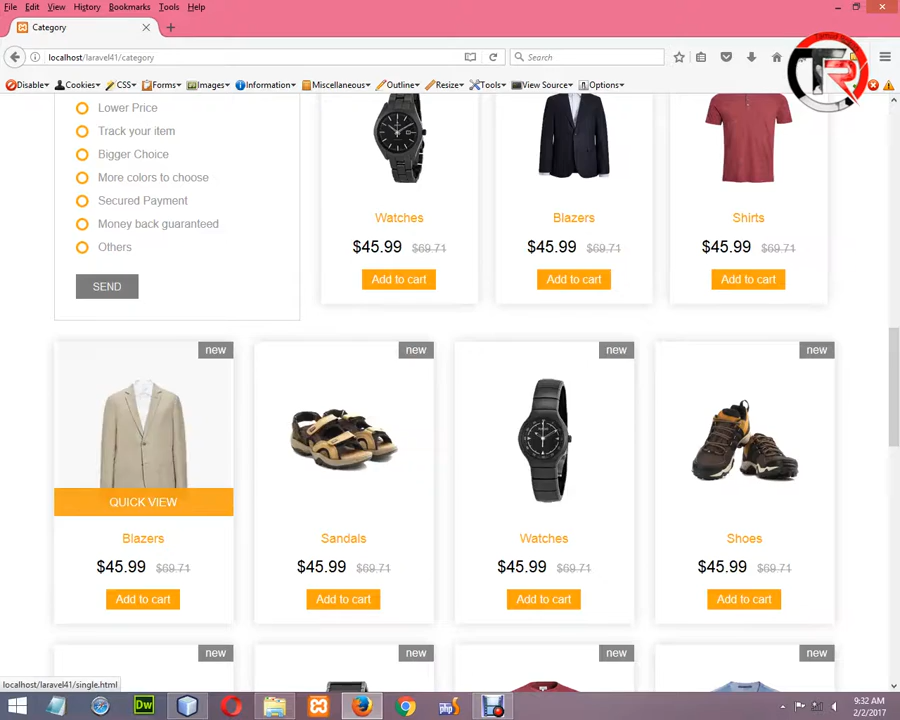 File Edit View History Bookmarks Tools Help
Category
localhost/laravel41/category
Search
Disable Cookies CSS Forms Images Information Miscellaneous Outline Resize Tools View Source Options
Lower Price
Track your item
Bigger Choice
More colors to choose
Secured Payment
Money back guaranteed
Others
SEND
Watches Blazers Shirts
$45.99 $69.71 $45.99 $69.71 $45.99 $69.71
Add to cart Add to cart Add to cart
new new new new
QUICK VIEW
Blazers Sandals Watches Shoes
$45.99 $69.71 $45.99 $69.71 $45.99 $69.71 $45.99 $69.71
Add to cart Add to cart Add to cart Add to cart
new new new new
localhost/laravel41/single.html
Dw php
9:32 AM
2/2/2017